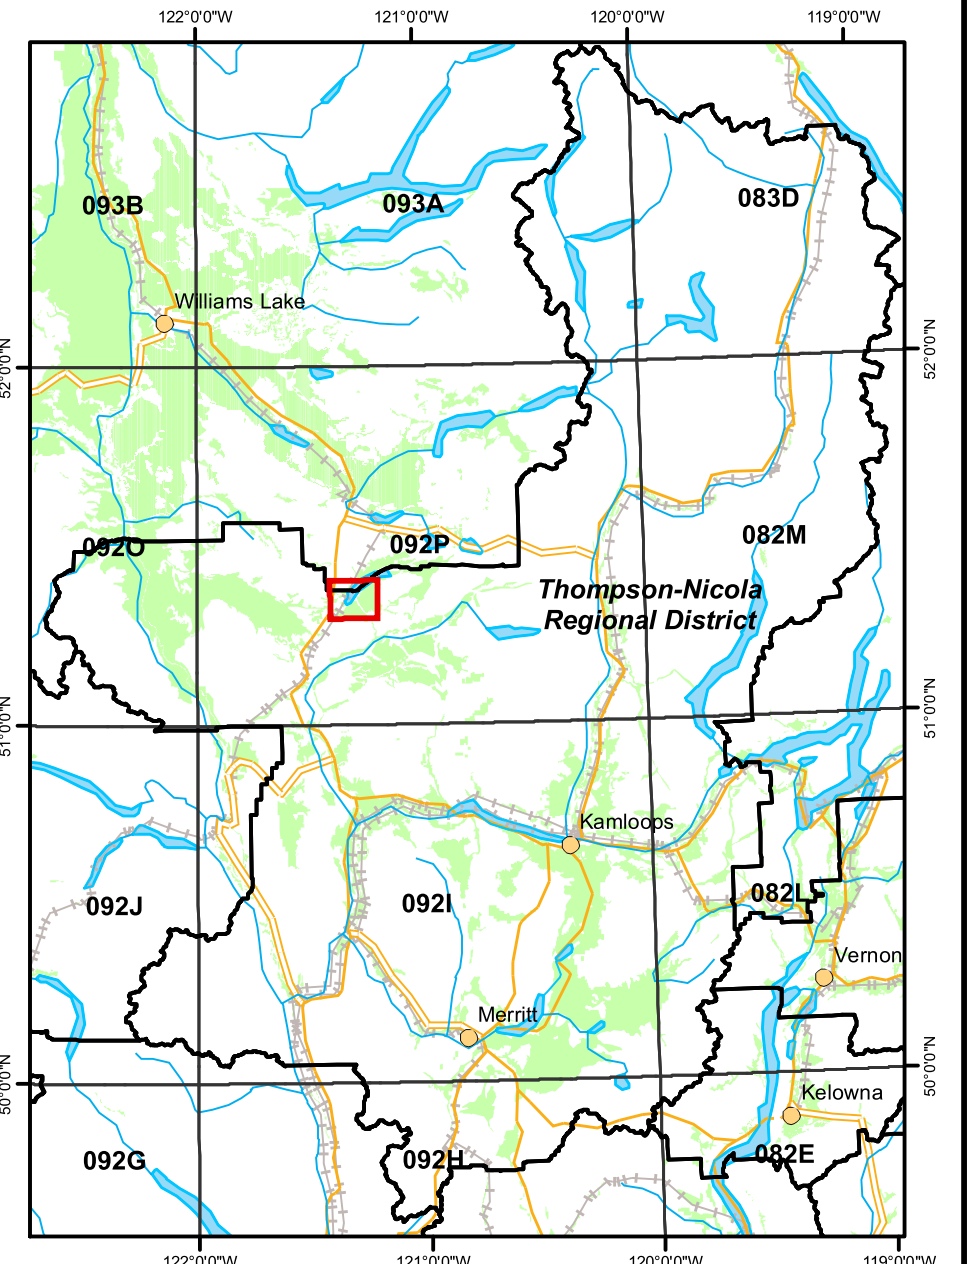 122°0'0"W 121°0'0"W 120°0'0"W 119°0'0"W
093B
093A
083D
Williams Lake
52°0'0"N
52°0'0"N
092O
092P
082M
Thompson-Nicola
Regional District
51°0'0"N
51°0'0"N
Kamloops
092J
092I
082L
Vernon
Merritt
50°0'0"N
50°0'0"N
Kelowna
092G
092H
082E
122°0'0"W 121°0'0"W 120°0'0"W 119°0'0"W